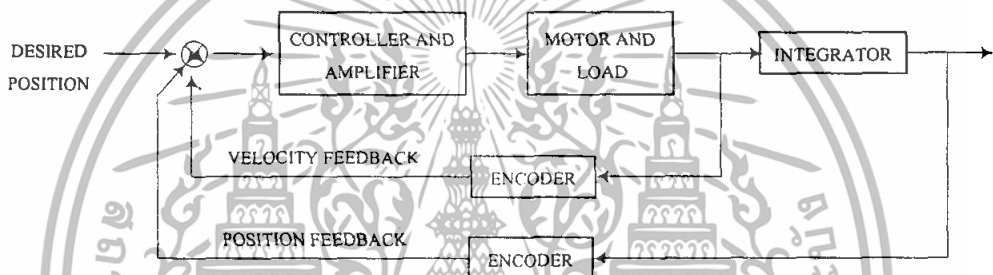 DESIRED
POSITION
CONTROLLER AND
AMPLIFIER
MOTOR AND
LOAD
INTEGRATOR
VELOCITY FEEDBACK
ENCODER
POSITION FEEDBACK
ENCODER